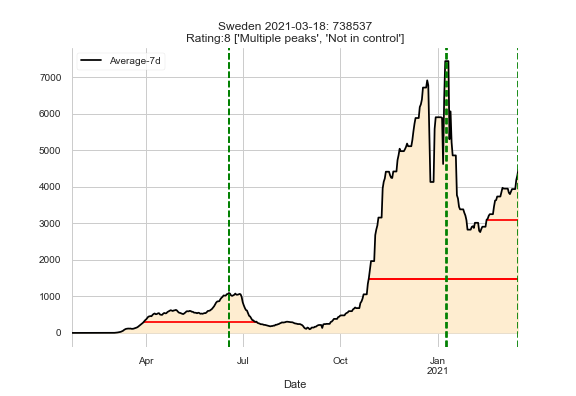 Sweden 2021-03-18: 738537
Rating:8 ['Multiple peaks', 'Not in control']
Average-7d
7000
6000
5000
4000
3000
2000
1000
0
Apr
Jul
Oct
Jan
2021
Date